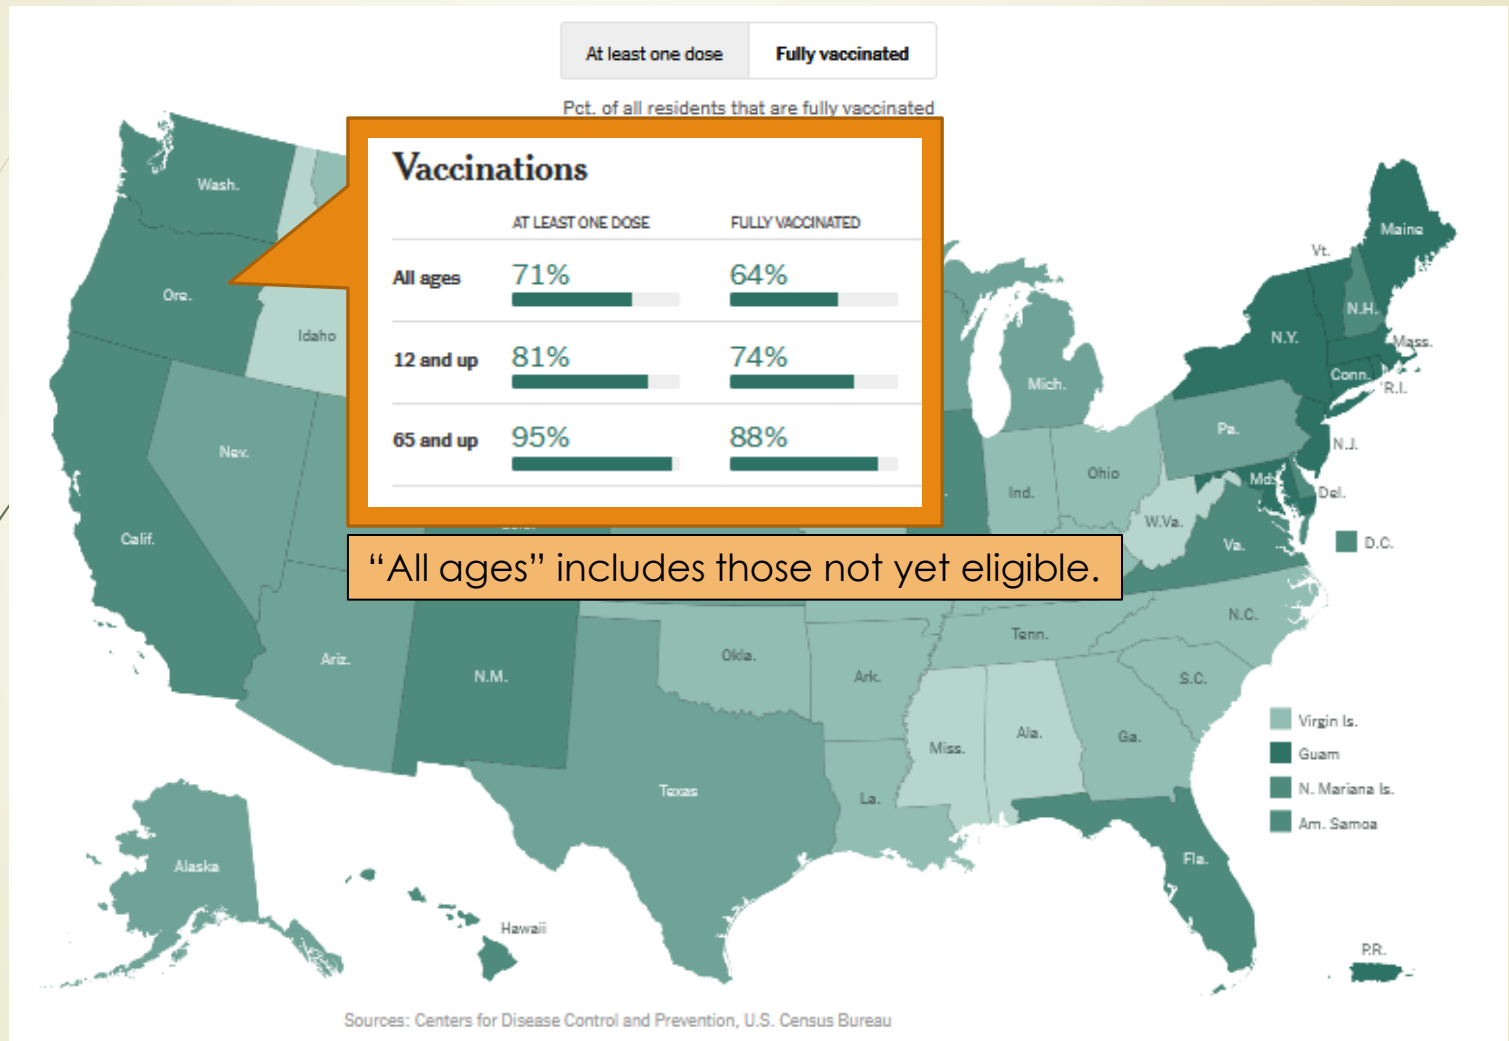 At least one dose
Fully vaccinated
Pct. of all residents that are fully vaccinated
Vaccinations
AT LEAST ONE DOSE FULLY VACCINATED
All ages 71% 64%
12 and up 81% 74%
65 and up 95% 88%
“All ages” includes those not yet eligible.
Wash.
Ore.
Idaho
Nev.
Calif.
Ariz.
N.M.
Okla.
Texas
Ark.
La.
Miss.
Ala.
Ga.
Tenn.
N.C.
S.C.
Fla.
Mich.
Ind.
Ohio
W.Va.
Va.
Pa.
N.Y.
Vt.
N.H.
Maine
Mass.
Conn.
R.I.
N.J.
Md.
Del.
D.C.
Virgin Is.
Guam
N. Mariana Is.
Am. Samoa
Alaska
Hawaii
P.R.
Sources: Centers for Disease Control and Prevention, U.S. Census Bureau